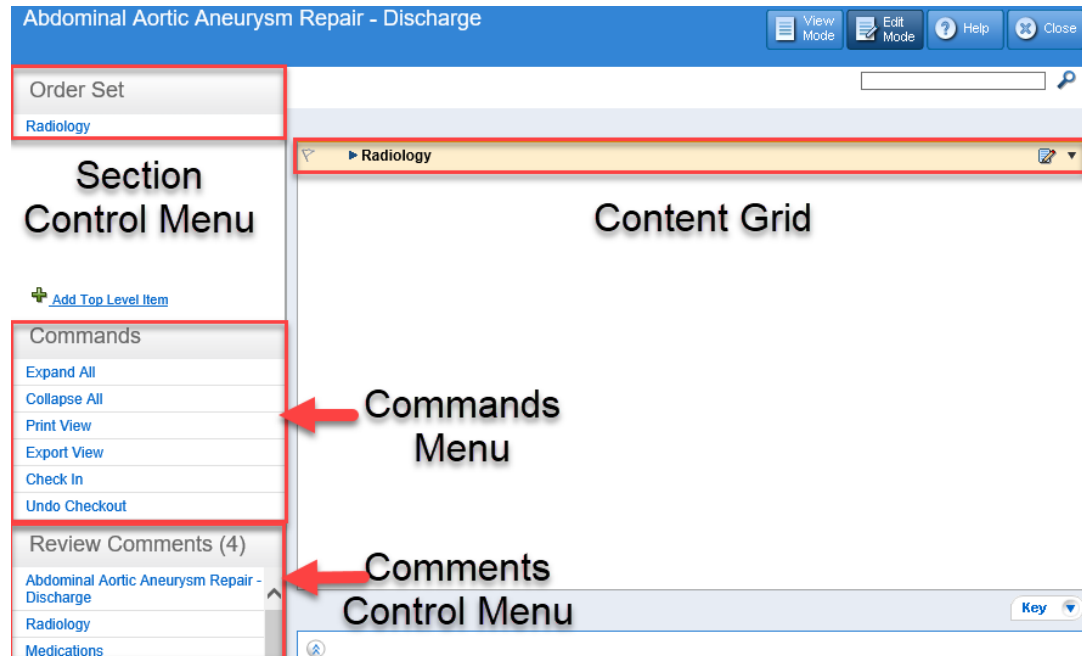 Abdominal Aortic Aneurysm Repair - Discharge
View
Mode
Edit
Mode
Help
Close
Order Set
Radiology
Section
Control Menu
Add Top Level Item
Radiology
Content Grid
Commands
Expand All
Collapse All
Print View
Export View
Check In
Undo Checkout
Commands
Menu
Review Comments (4)
Abdominal Aortic Aneurysm Repair -
Discharge
Radiology
Medications
Comments
Control Menu
Key